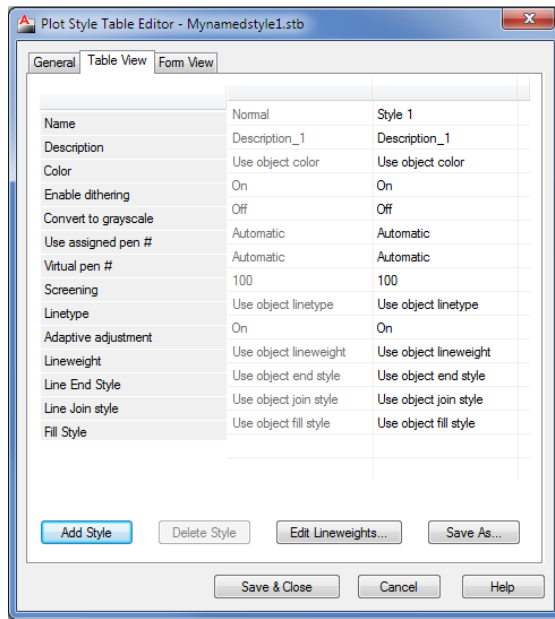 Plot Style Table Editor - Mynamedstyle1.stb
General Table View Form View
Name Normal Style 1
Description Description_1 Description_1
Color Use object color Use object color
Enable dithering On On
Convert to grayscale Off Off
Use assigned pen # Automatic Automatic
Virtual pen # Automatic Automatic
Screening 100 100
Linetype Use object linetype Use object linetype
Adaptive adjustment On On
Lineweight Use object lineweight Use object lineweight
Line End Style Use object end style Use object end style
Line Join style Use object join style Use object join style
Fill Style Use object fill style Use object fill style
Add Style Delete Style Edit Lineweights... Save As...
Save & Close Cancel Help